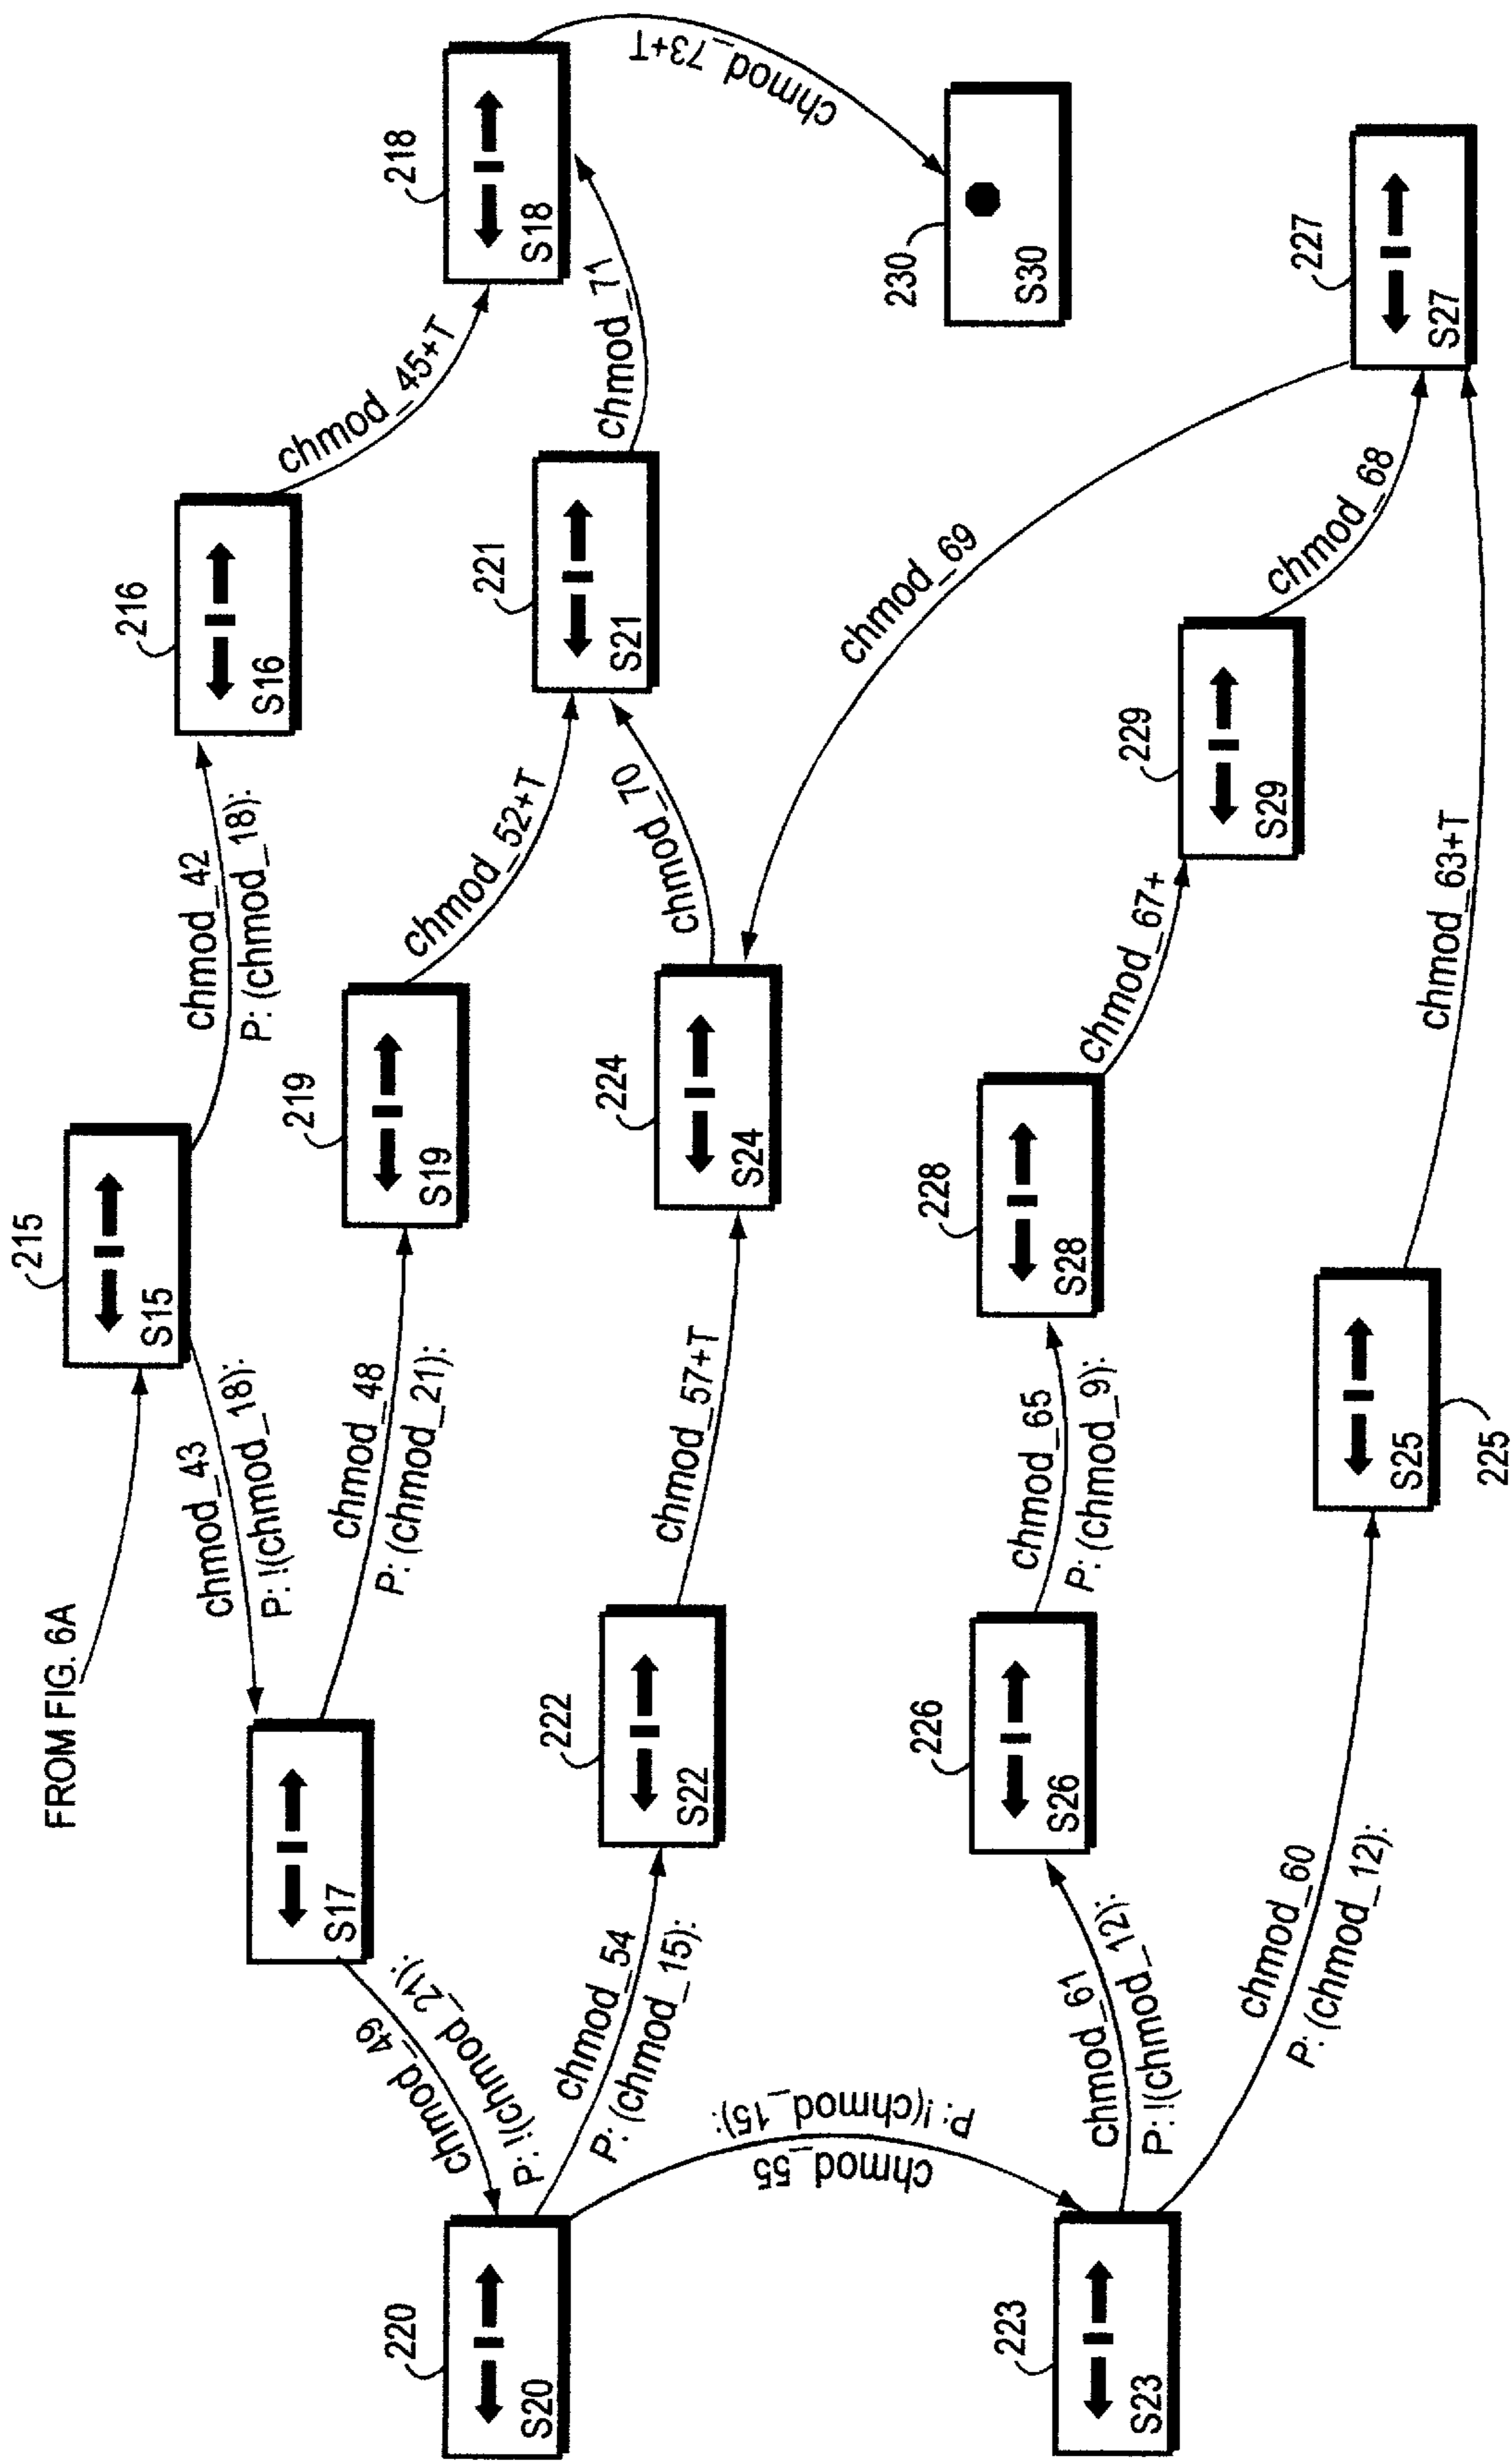 FROM FIG. 6A
215
S15
chmod_42
P: (chmod_18):
216
S16
chmod_45+T
218
S18
chmod_73+T
chmod_43
P: !(chmod_18):
S17
chmod_48
P: (chmod_21):
219
S19
chmod_52+T
221
S21
chmod_71
230
S30
chmod_49
P: !(chmod_21):
220
S20
chmod_54
P: (chmod_15):
222
S22
chmod_57+T
224
S24
chmod_70
chmod_69
chmod_55
P: !(chmod_15):
223
S23
chmod_61
P: !(chmod_12):
226
S26
chmod_65
P: (chmod_9):
228
S28
chmod_67+
229
S29
chmod_68
227
S27
chmod_60
P: (chmod_12):
S25
225
chmod_63+T